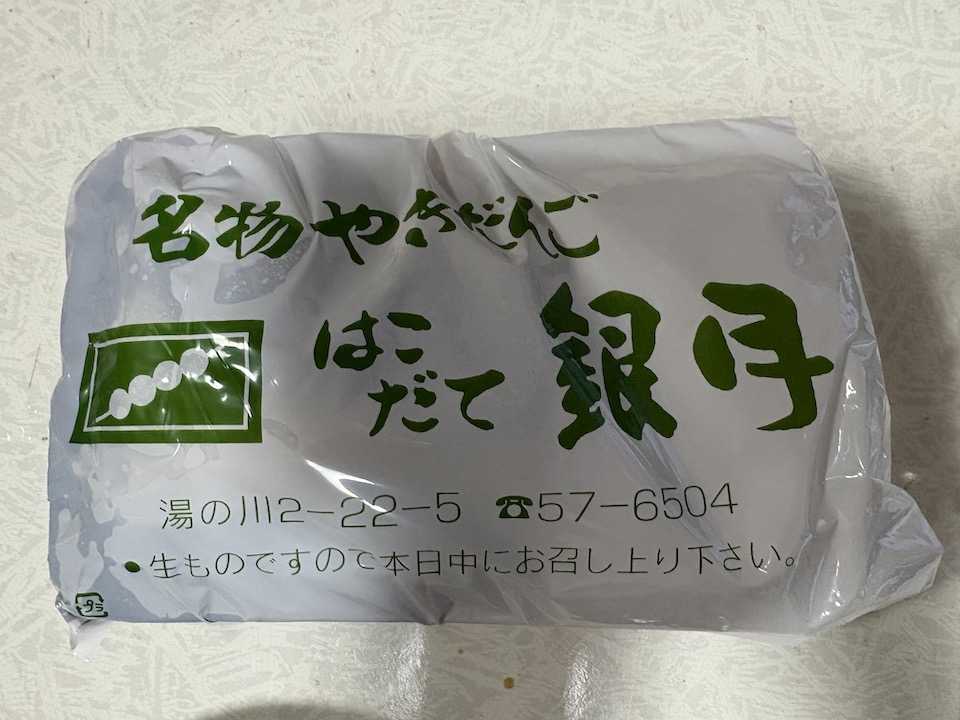 名物やきだんご
はこだて 銀月
湯の川2-22-5 ☎57-6504
●生ものですので本日中にお召し上り下さい。
プラ